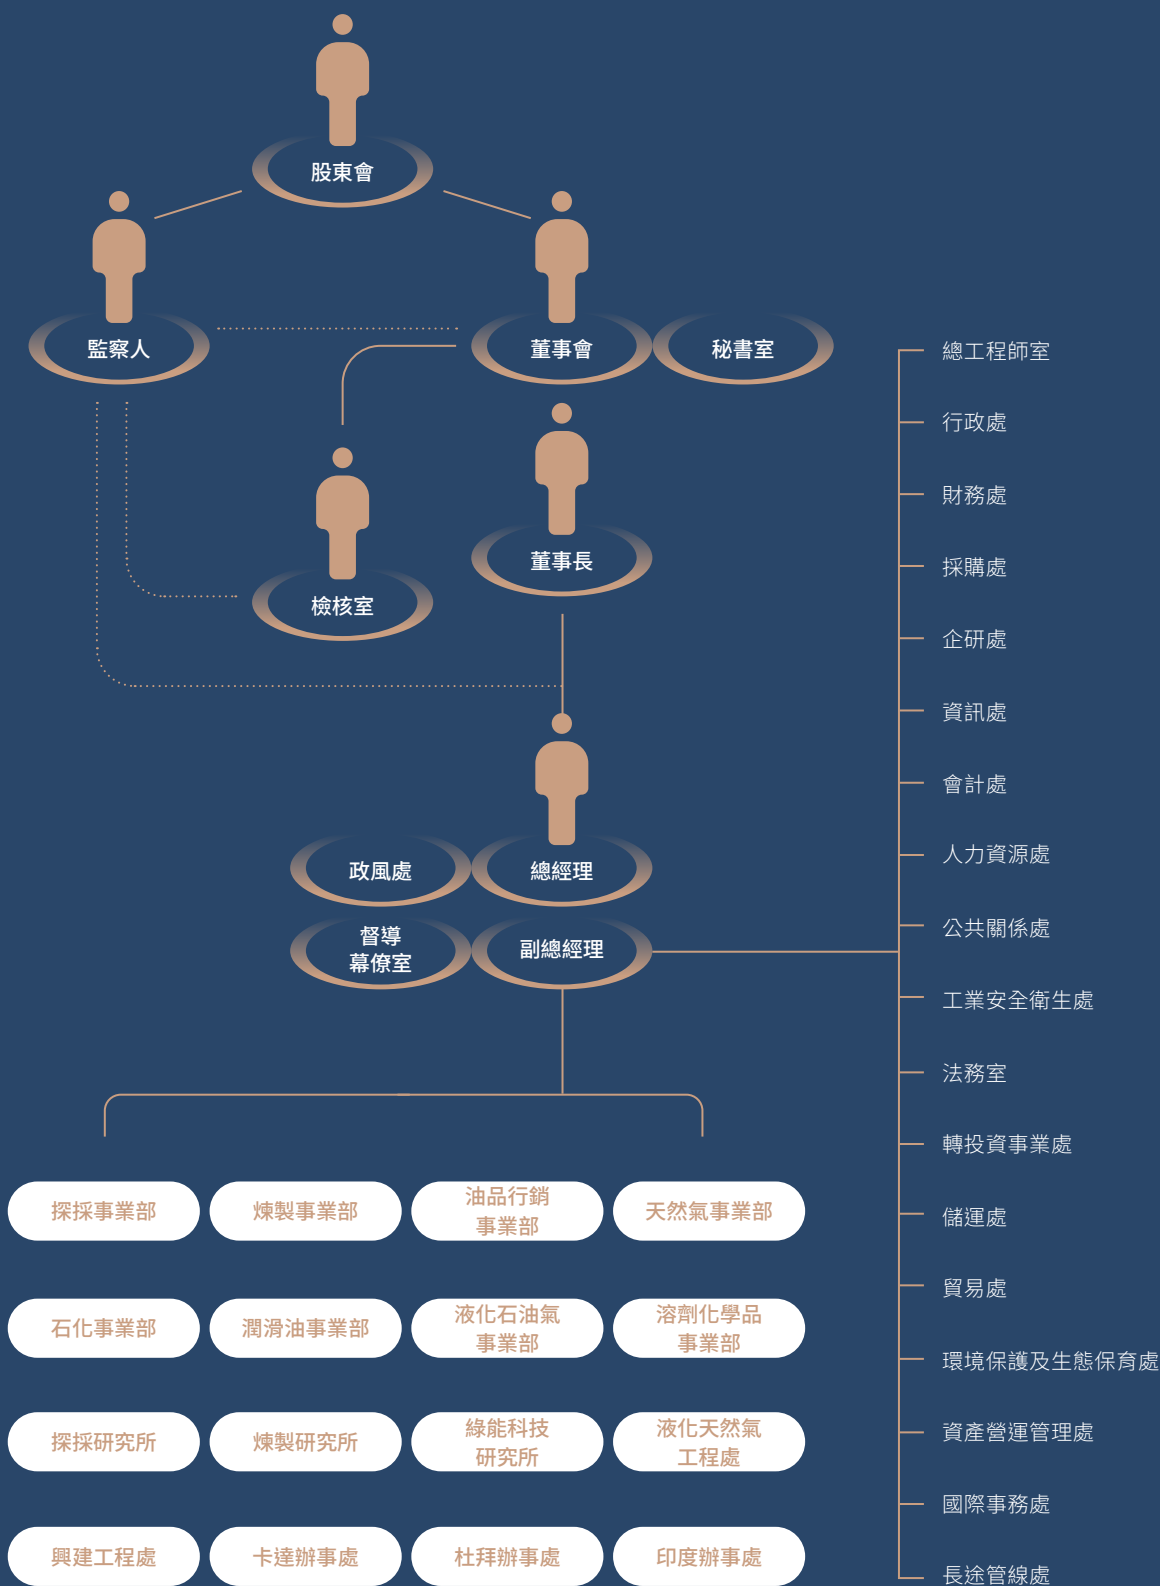 股東會
監察人
董事會
秘書室
董事長
檢核室
政風處
總經理
督導
幕僚室
副總經理
總工程師室
行政處
財務處
採購處
企研處
資訊處
會計處
人力資源處
公共關係處
工業安全衛生處
法務室
轉投資事業處
儲運處
貿易處
環境保護及生態保育處
資產營運管理處
國際事務處
長途管線處
探採事業部
煉製事業部
油品行銷
事業部
天然氣事業部
石化事業部
潤滑油事業部
液化石油氣
事業部
溶劑化學品
事業部
探採研究所
煉製研究所
綠能科技
研究所
液化天然氣
工程處
興建工程處
卡達辦事處
杜拜辦事處
印度辦事處